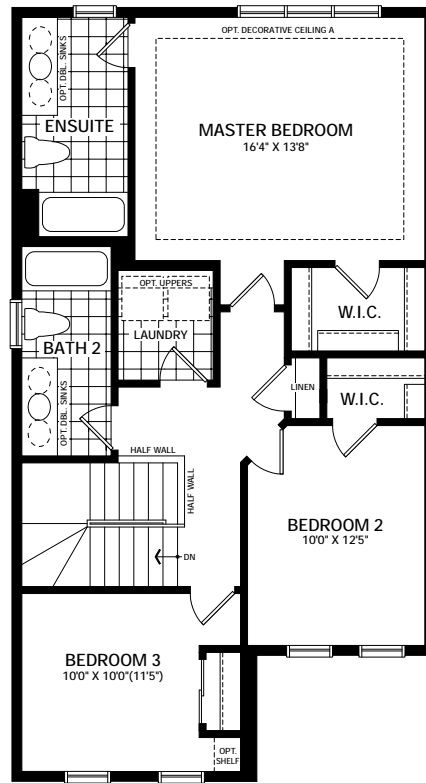 OPT. DECORATIVE CEILING A
OPT. DBL. SINKS
ENSUITE
MASTER BEDROOM
16'4" X 13'8"
OPT. UPPERS
LAUNDRY
W.I.C.
BATH 2
OPT. DBL. SINKS
LINEN
W.I.C.
HALF WALL
HALF WALL
BEDROOM 2
10'0" X 12'5"
DN
BEDROOM 3
10'0" X 10'0"(11'5")
OPT.
SHELF